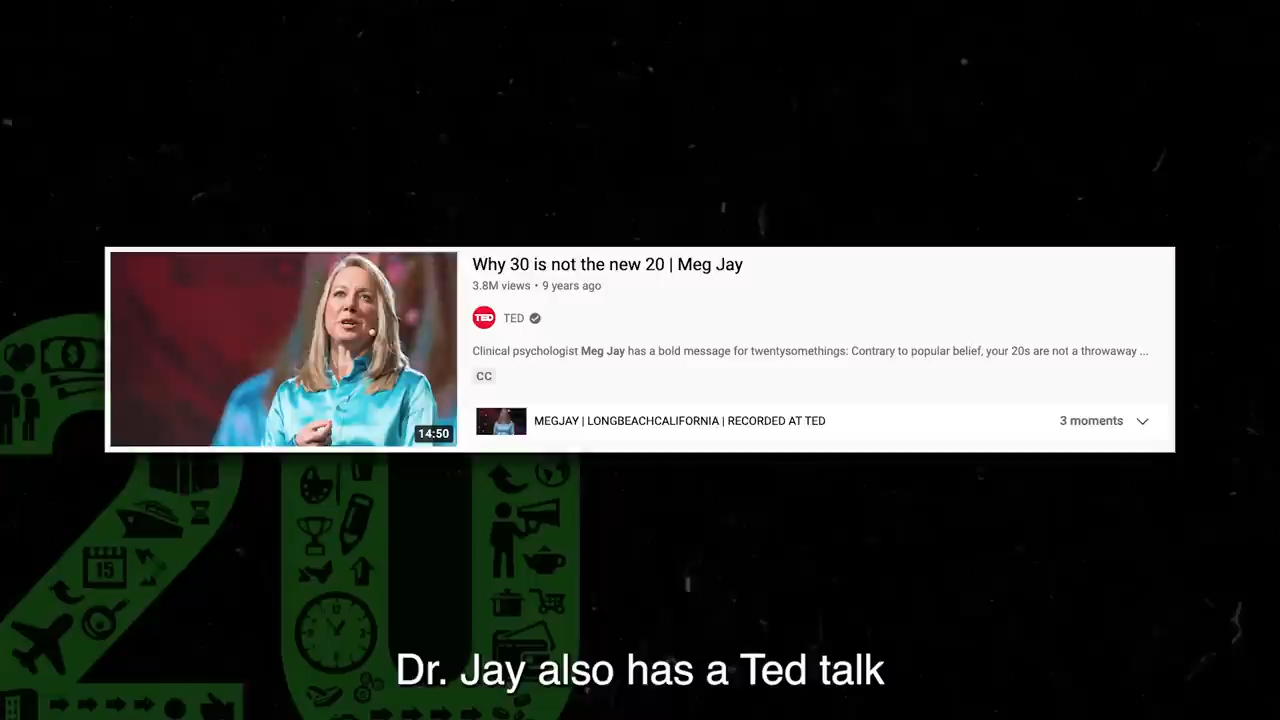 Why 30 is not the new 20 | Meg Jay
3.8M views • 9 years ago
TED TED
Clinical psychologist Meg Jay has a bold message for twentysomethings: Contrary to popular belief, your 20s are not a throwaway ...
CC
14:50
MEGJAY | LONGBEACHCALIFORNIA | RECORDED AT TED 3 moments
20
15
Dr. Jay also has a Ted talk